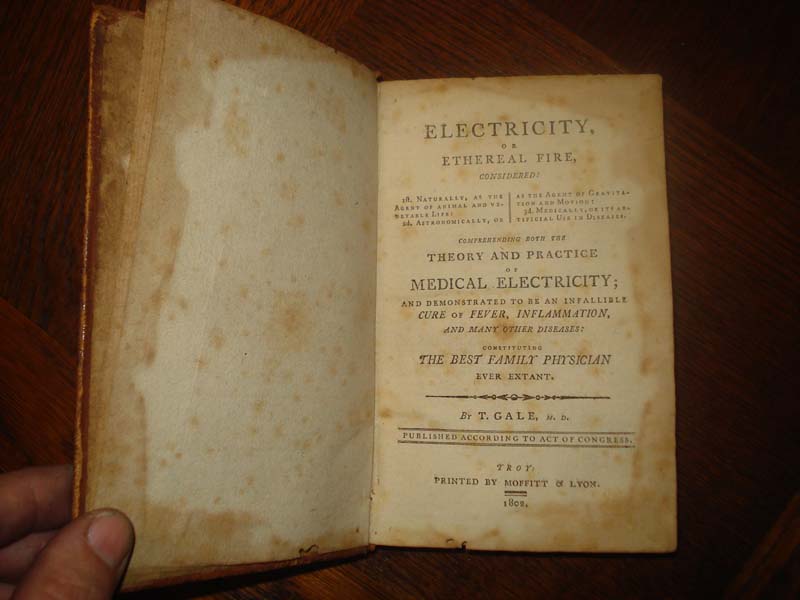 ELECTRICITY,
OR
ETHEREAL FIRE,
CONSIDERED:
1st. NATURALLY, AS THE
AGENT OF ANIMAL AND VE-
GETABLE LIFE:
2d. ASTRONOMICALLY, OR
AS THE AGENT OF GRAVITA-
TION AND MOTION:
3d. MEDICALLY, OR ITS AR-
TIFICIAL USE IN DISEASES.
COMPREHENDING BOTH THE
THEORY AND PRACTICE
OF
MEDICAL ELECTRICITY;
AND DEMONSTRATED TO BE AN INFALLIBLE
CURE OF FEVER, INFLAMMATION,
AND MANY OTHER DISEASES:
CONSTITUTING
THE BEST FAMILY PHYSICIAN
EVER EXTANT.
By T. GALE, M. D.
PUBLISHED ACCORDING TO ACT OF CONGRESS.
TROY:
PRINTED BY MOFFITT & LYON.
1802.